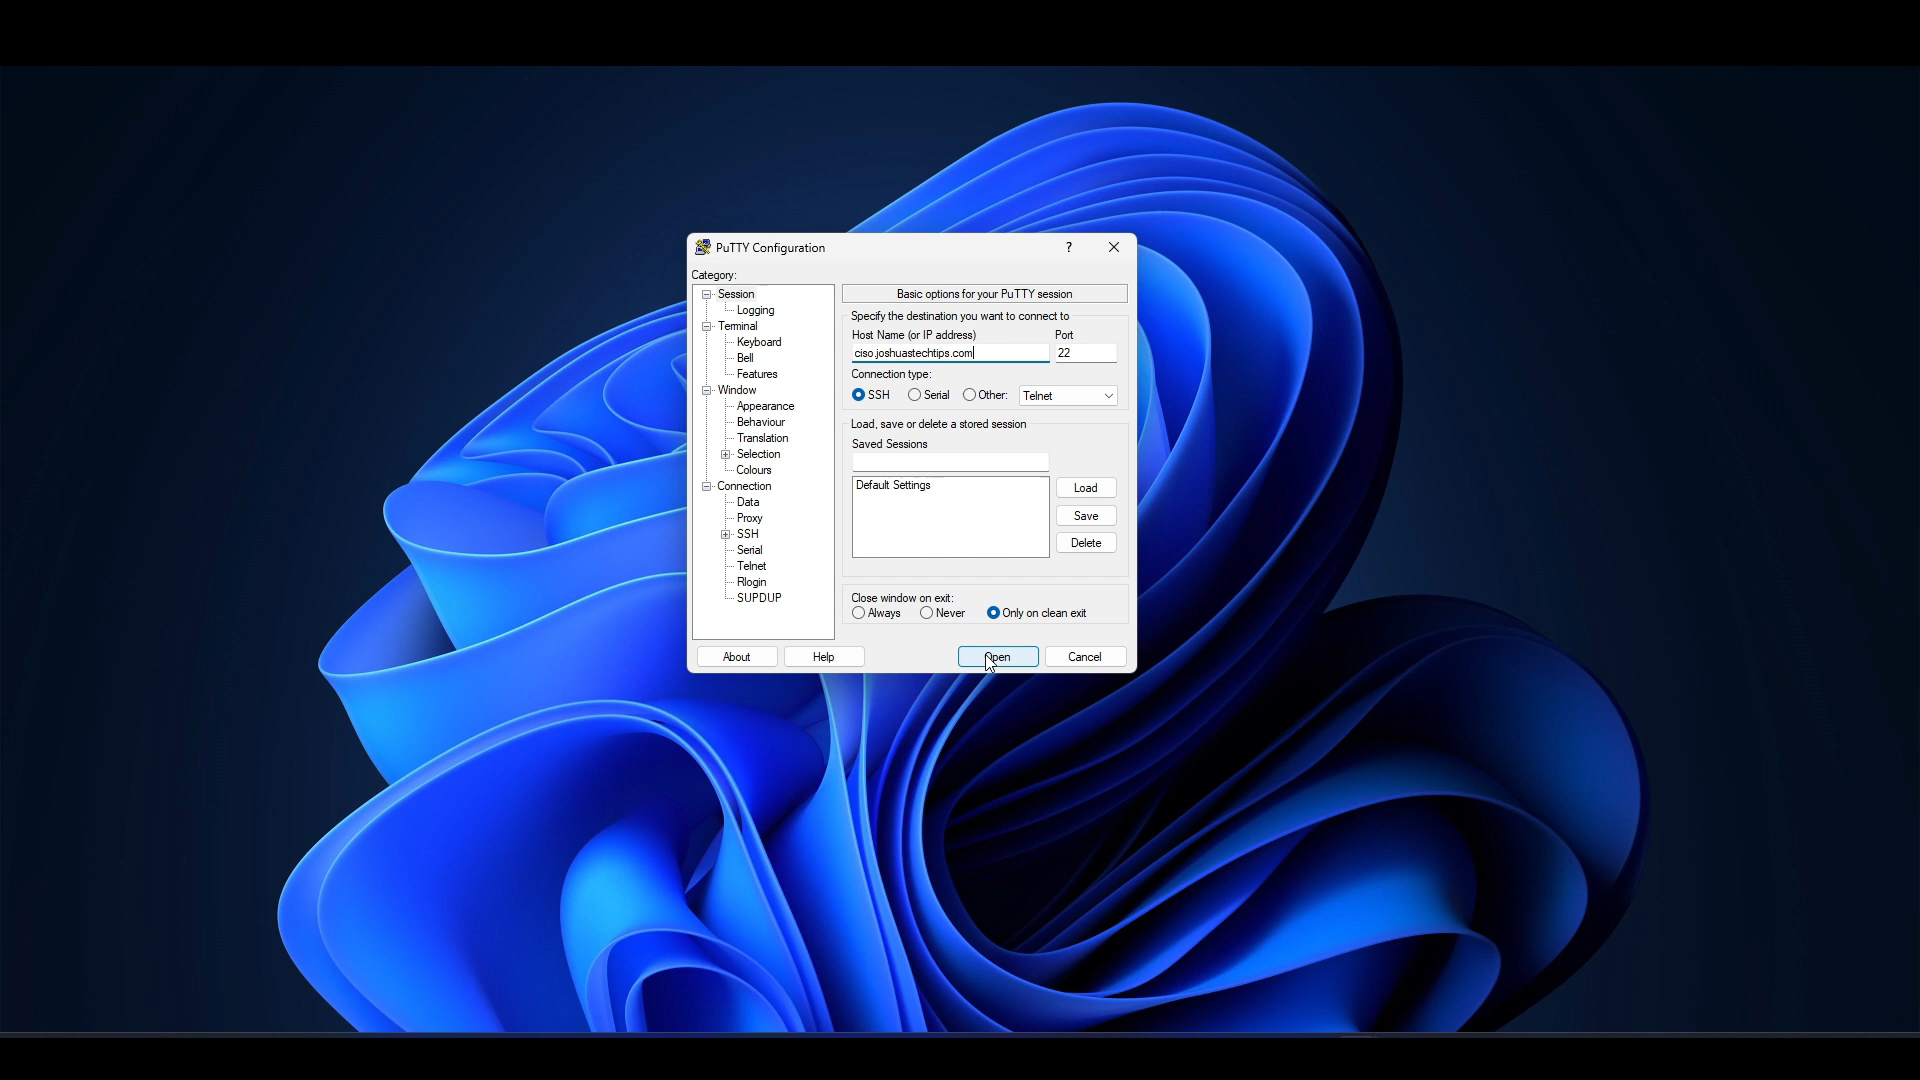 PuTTY Configuration
?
Category:
Session
Logging
Terminal
Keyboard
Bell
Features
Window
Appearance
Behaviour
Translation
Selection
Colours
Connection
Data
Proxy
SSH
Serial
Telnet
Rlogin
SUPDUP
Basic options for your PuTTY session
Specify the destination you want to connect to
Host Name (or IP address) Port
ciso.joshuastechtips.com 22
Connection type:
SSH Serial Other: Telnet
Load, save or delete a stored session
Saved Sessions
Default Settings
Load
Save
Delete
Close window on exit:
Always Never Only on clean exit
About Help Open Cancel